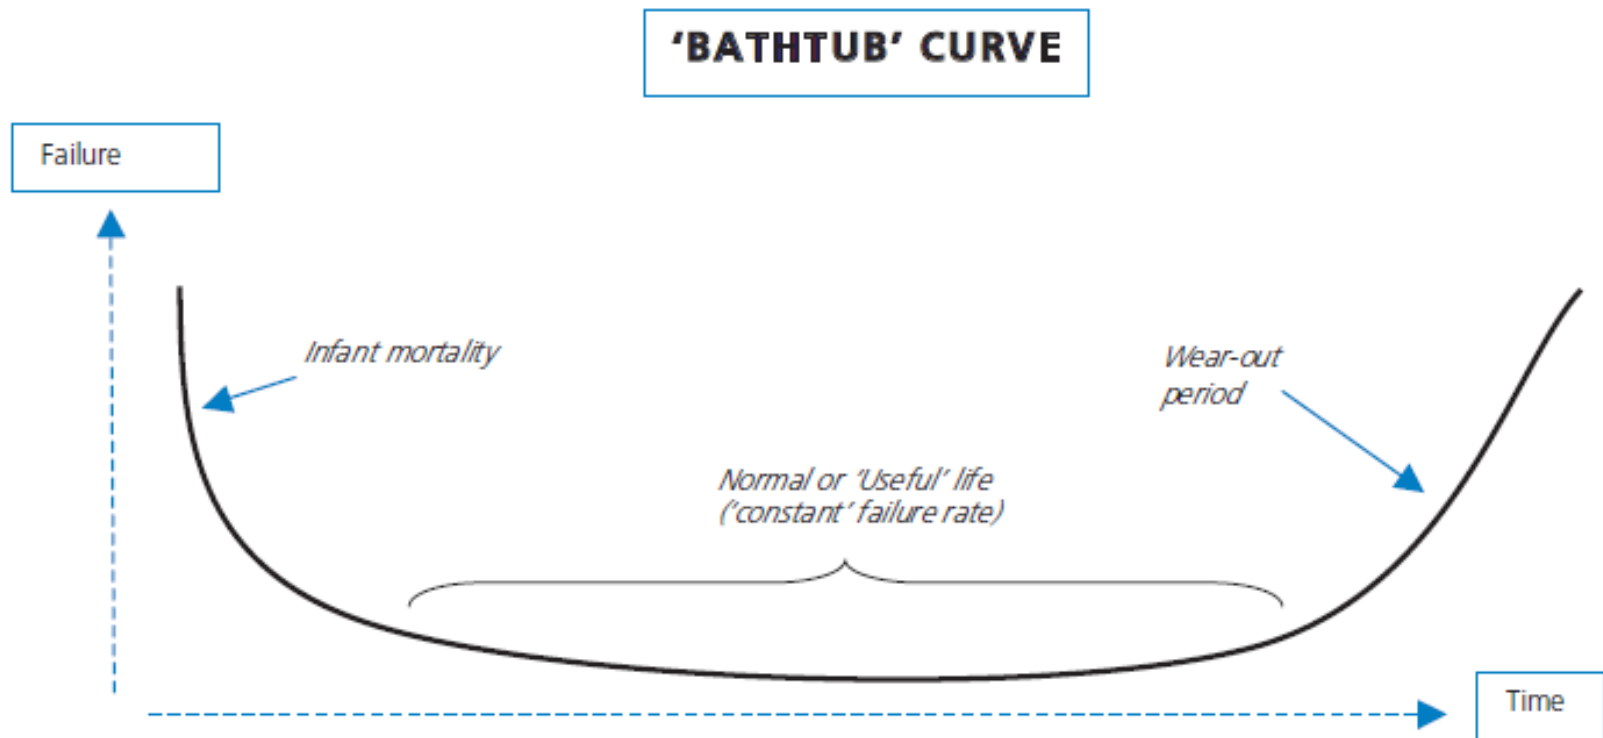 ‘BATHTUB’ CURVE
Failure
Infant mortality
Wear-out
period
Normal or ‘Useful’ life
(‘constant’ failure rate)
Time